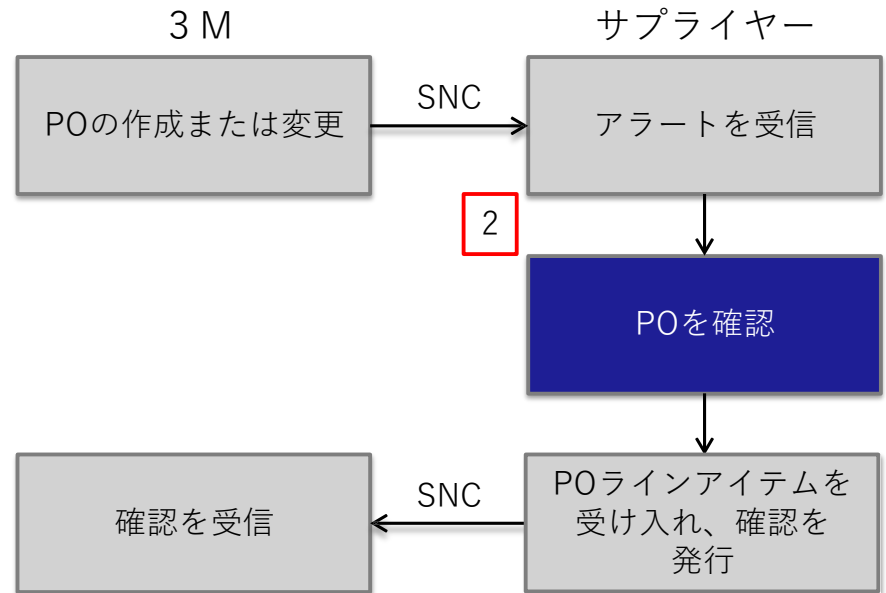 ３Ｍ
サプライヤー
POの作成または変更
SNC
アラートを受信
2
POを確認
確認を受信
SNC
POラインアイテムを
受け入れ、確認を
発行